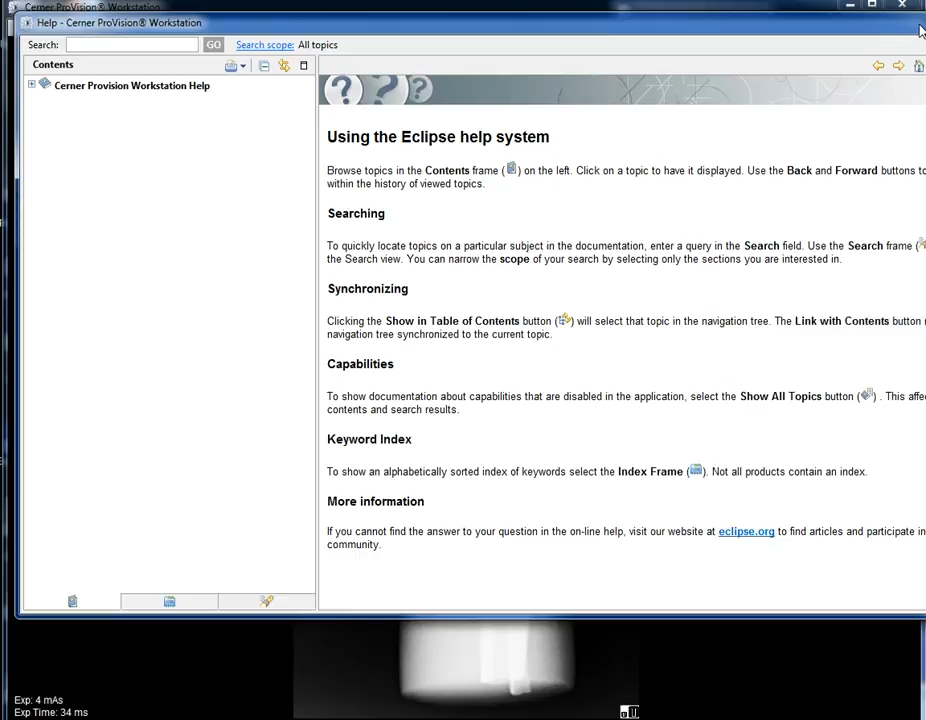 Cerner ProVision® Workstation
Help - Cerner ProVision® Workstation
Search:
GO
Search scope: All topics
Contents
Cerner Provision Workstation Help
Using the Eclipse help system
Browse topics in the Contents frame ( ) on the left. Click on a topic to have it displayed. Use the Back and Forward buttons to
within the history of viewed topics.
Searching
To quickly locate topics on a particular subject in the documentation, enter a query in the Search field. Use the Search frame (
the Search view. You can narrow the scope of your search by selecting only the sections you are interested in.
Synchronizing
Clicking the Show in Table of Contents button ( ) will select that topic in the navigation tree. The Link with Contents button (
navigation tree synchronized to the current topic.
Capabilities
To show documentation about capabilities that are disabled in the application, select the Show All Topics button ( ) . This affe
contents and search results.
Keyword Index
To show an alphabetically sorted index of keywords select the Index Frame ( ). Not all products contain an index.
More information
If you cannot find the answer to your question in the on-line help, visit our website at eclipse.org to find articles and participate in
community.
Exp: 4 mAs
Exp Time: 34 ms